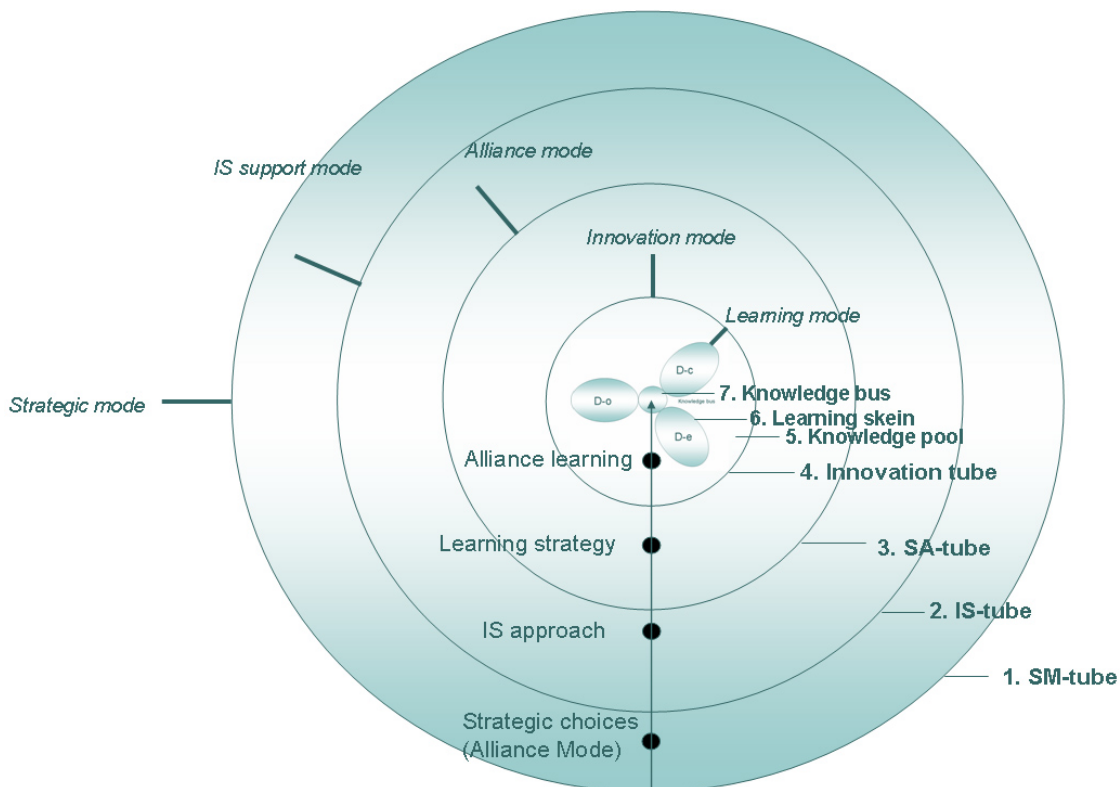 Alliance mode
IS support mode
Innovation mode
Learning mode
D-c
7. Knowledge bus
Knowledge bus
Strategic mode
D-o
6. Learning skein
D-e
5. Knowledge pool
Alliance learning
4. Innovation tube
Learning strategy
3. SA-tube
2. IS-tube
IS approach
1. SM-tube
Strategic choices
(Alliance Mode)